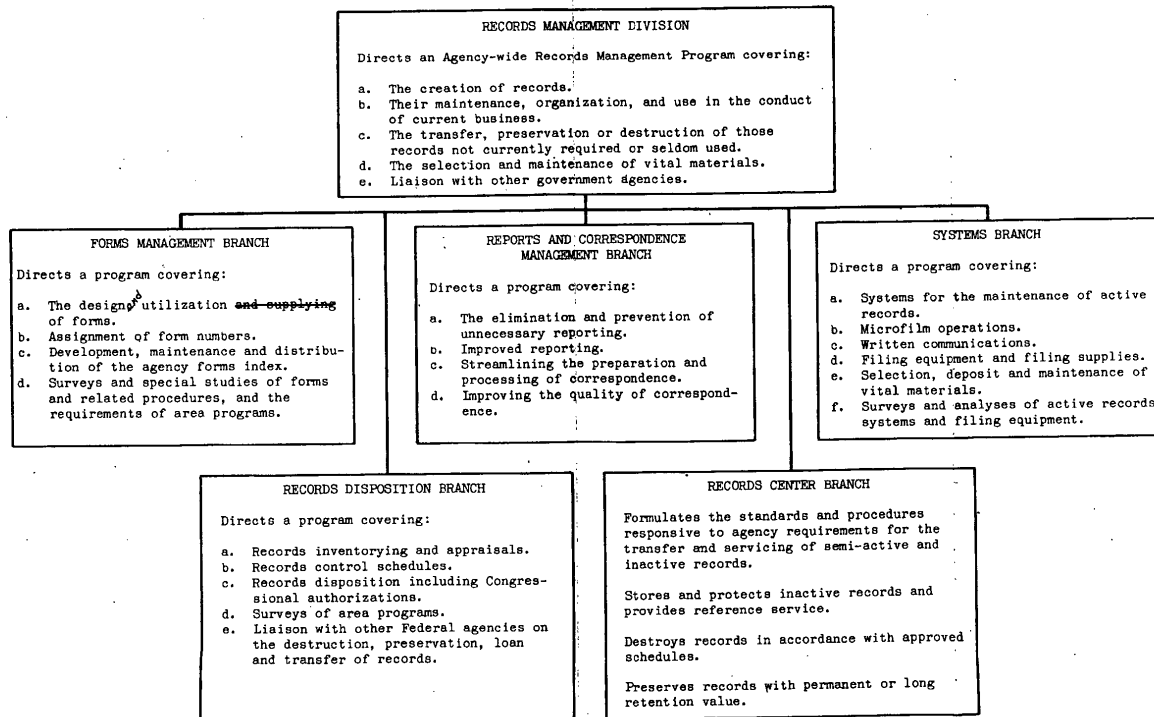 RECORDS MANAGEMENT DIVISION
Directs an Agency-wide Records Management Program covering:
a. The creation of records.
b. Their maintenance, organization, and use in the conduct
of current business.
c. The transfer, preservation or destruction of those
records not currently required or seldom used.
d. The selection and maintenance of vital materials.
e. Liaison with other government agencies.
FORMS MANAGEMENT BRANCH
Directs a program covering:
a. The design and utilization and supplying
of forms.
b. Assignment of form numbers.
c. Development, maintenance and distribu-
tion of the agency forms index.
d. Surveys and special studies of forms
and related procedures, and the
requirements of area programs.
REPORTS AND CORRESPONDENCE
MANAGEMENT BRANCH
Directs a program covering:
a. The elimination and prevention of
unnecessary reporting.
b. Improved reporting.
c. Streamlining the preparation and
processing of correspondence.
d. Improving the quality of correspond-
ence.
SYSTEMS BRANCH
Directs a program covering:
a. Systems for the maintenance of active
records.
b. Microfilm operations.
c. Written communications.
d. Filing equipment and filing supplies.
e. Selection, deposit and maintenance of
vital materials.
f. Surveys and analyses of active records
systems and filing equipment.
RECORDS DISPOSITION BRANCH
Directs a program covering:
a. Records inventorying and appraisals.
b. Records control schedules.
c. Records disposition including Congres-
sional authorizations.
d. Surveys of area programs.
e. Liaison with other Federal agencies on
the destruction, preservation, loan
and transfer of records.
RECORDS CENTER BRANCH
Formulates the standards and procedures
responsive to agency requirements for the
transfer and servicing of semi-active and
inactive records.
Stores and protects inactive records and
provides reference service.
Destroys records in accordance with approved
schedules.
Preserves records with permanent or long
retention value.